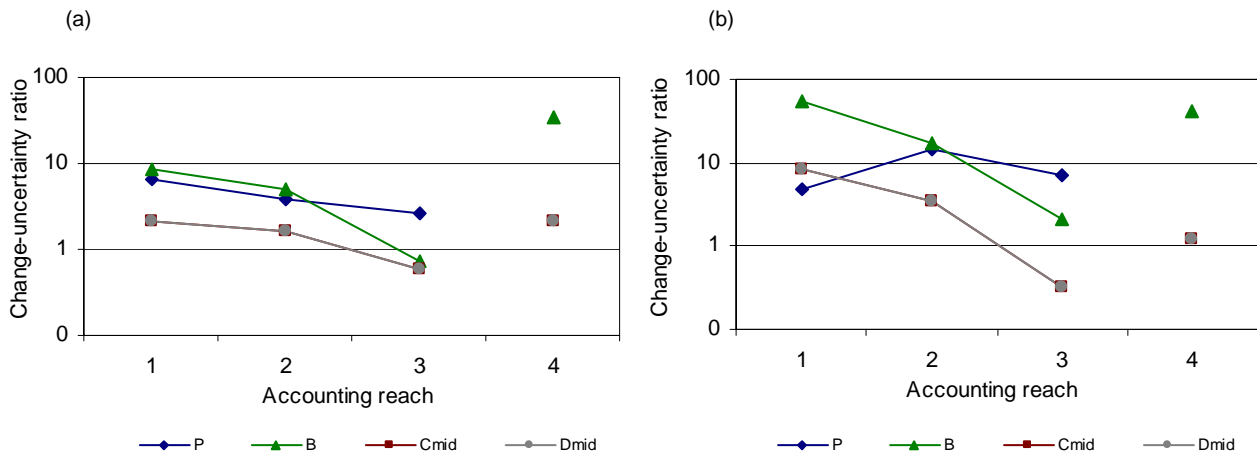 (a)
Change-uncertainty ratio
100
10
1
0
1 2 3 4
Accounting reach
P B Cmid Dmid
(b)
Change-uncertainty ratio
100
10
1
0
1 2 3 4
Accounting reach
P B Cmid Dmid